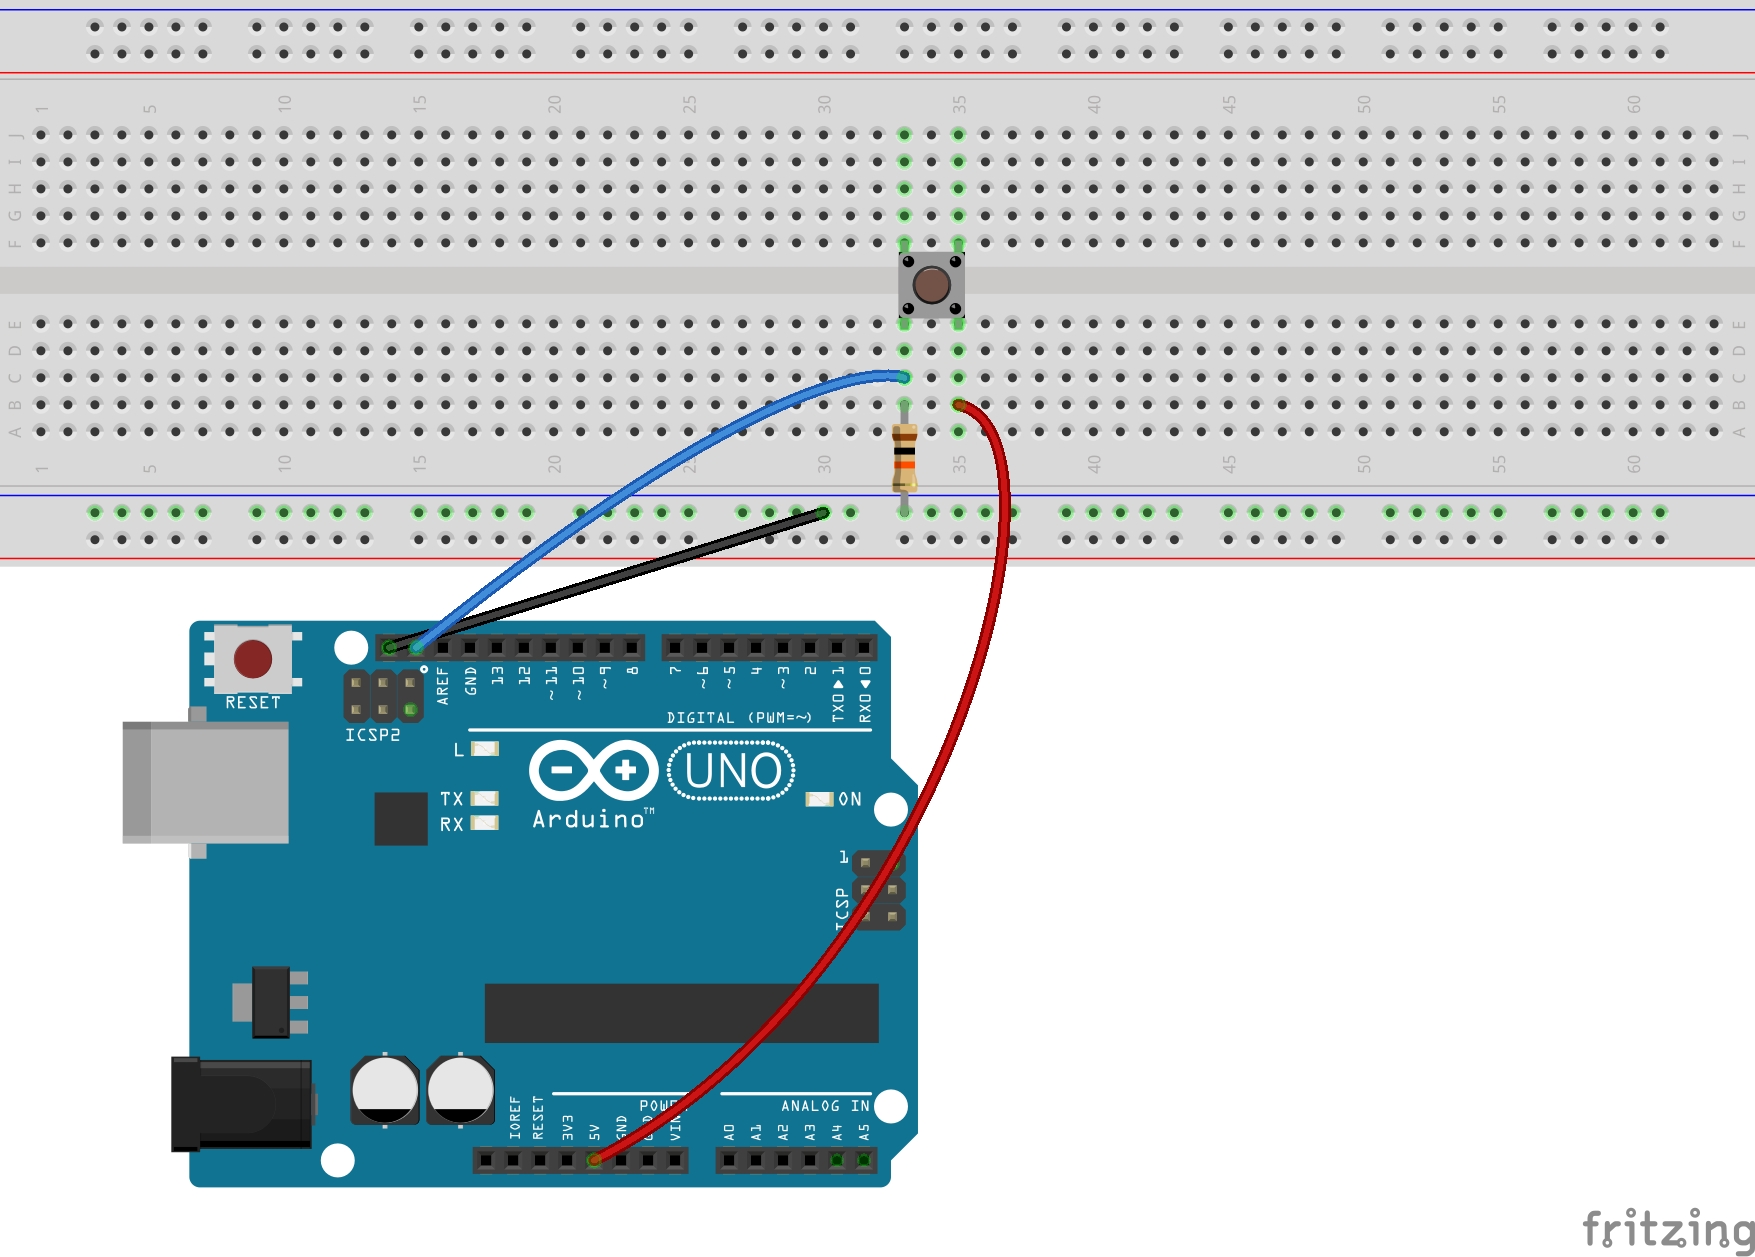 1 5 10 15 20 25 30 35 40 45 50 55 60
J J
I I
H H
G G
F F
E E
D D
C C
B B
A A
1 5 10 15 20 25 30 35 40 45 50 55 60
RESET
AREF GND 13 12 ~11 ~10 ~9 8 7 ~6 ~5 4 ~3 2 TX0▶1 RX0◀0
DIGITAL (PWM=~)
ICSP2
L
TX
RX
UNO
Arduino™
ON
1
ICSP
POWER
ANALOG IN
IOREF RESET 3V3 5V GND GND VIN A0 A1 A2 A3 A4 A5
fritzing